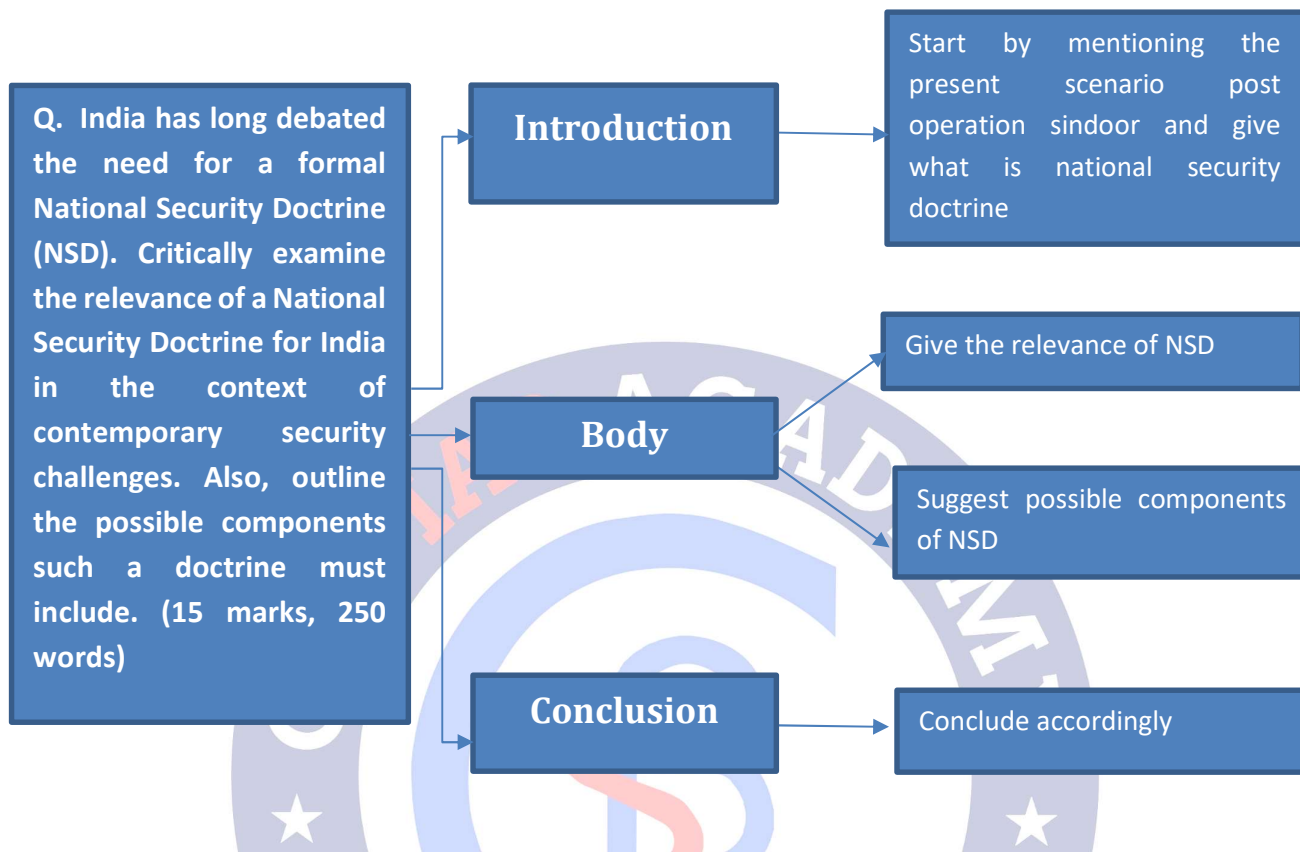 Q. India has long debated
the need for a formal
National Security Doctrine
(NSD). Critically examine
the relevance of a National
Security Doctrine for India
in the context of
contemporary security
challenges. Also, outline
the possible components
such a doctrine must
include. (15 marks, 250
words)
Introduction
Start by mentioning the
present scenario post
operation sindoor and give
what is national security
doctrine
Body
Give the relevance of NSD
Suggest possible components
of NSD
Conclusion
Conclude accordingly